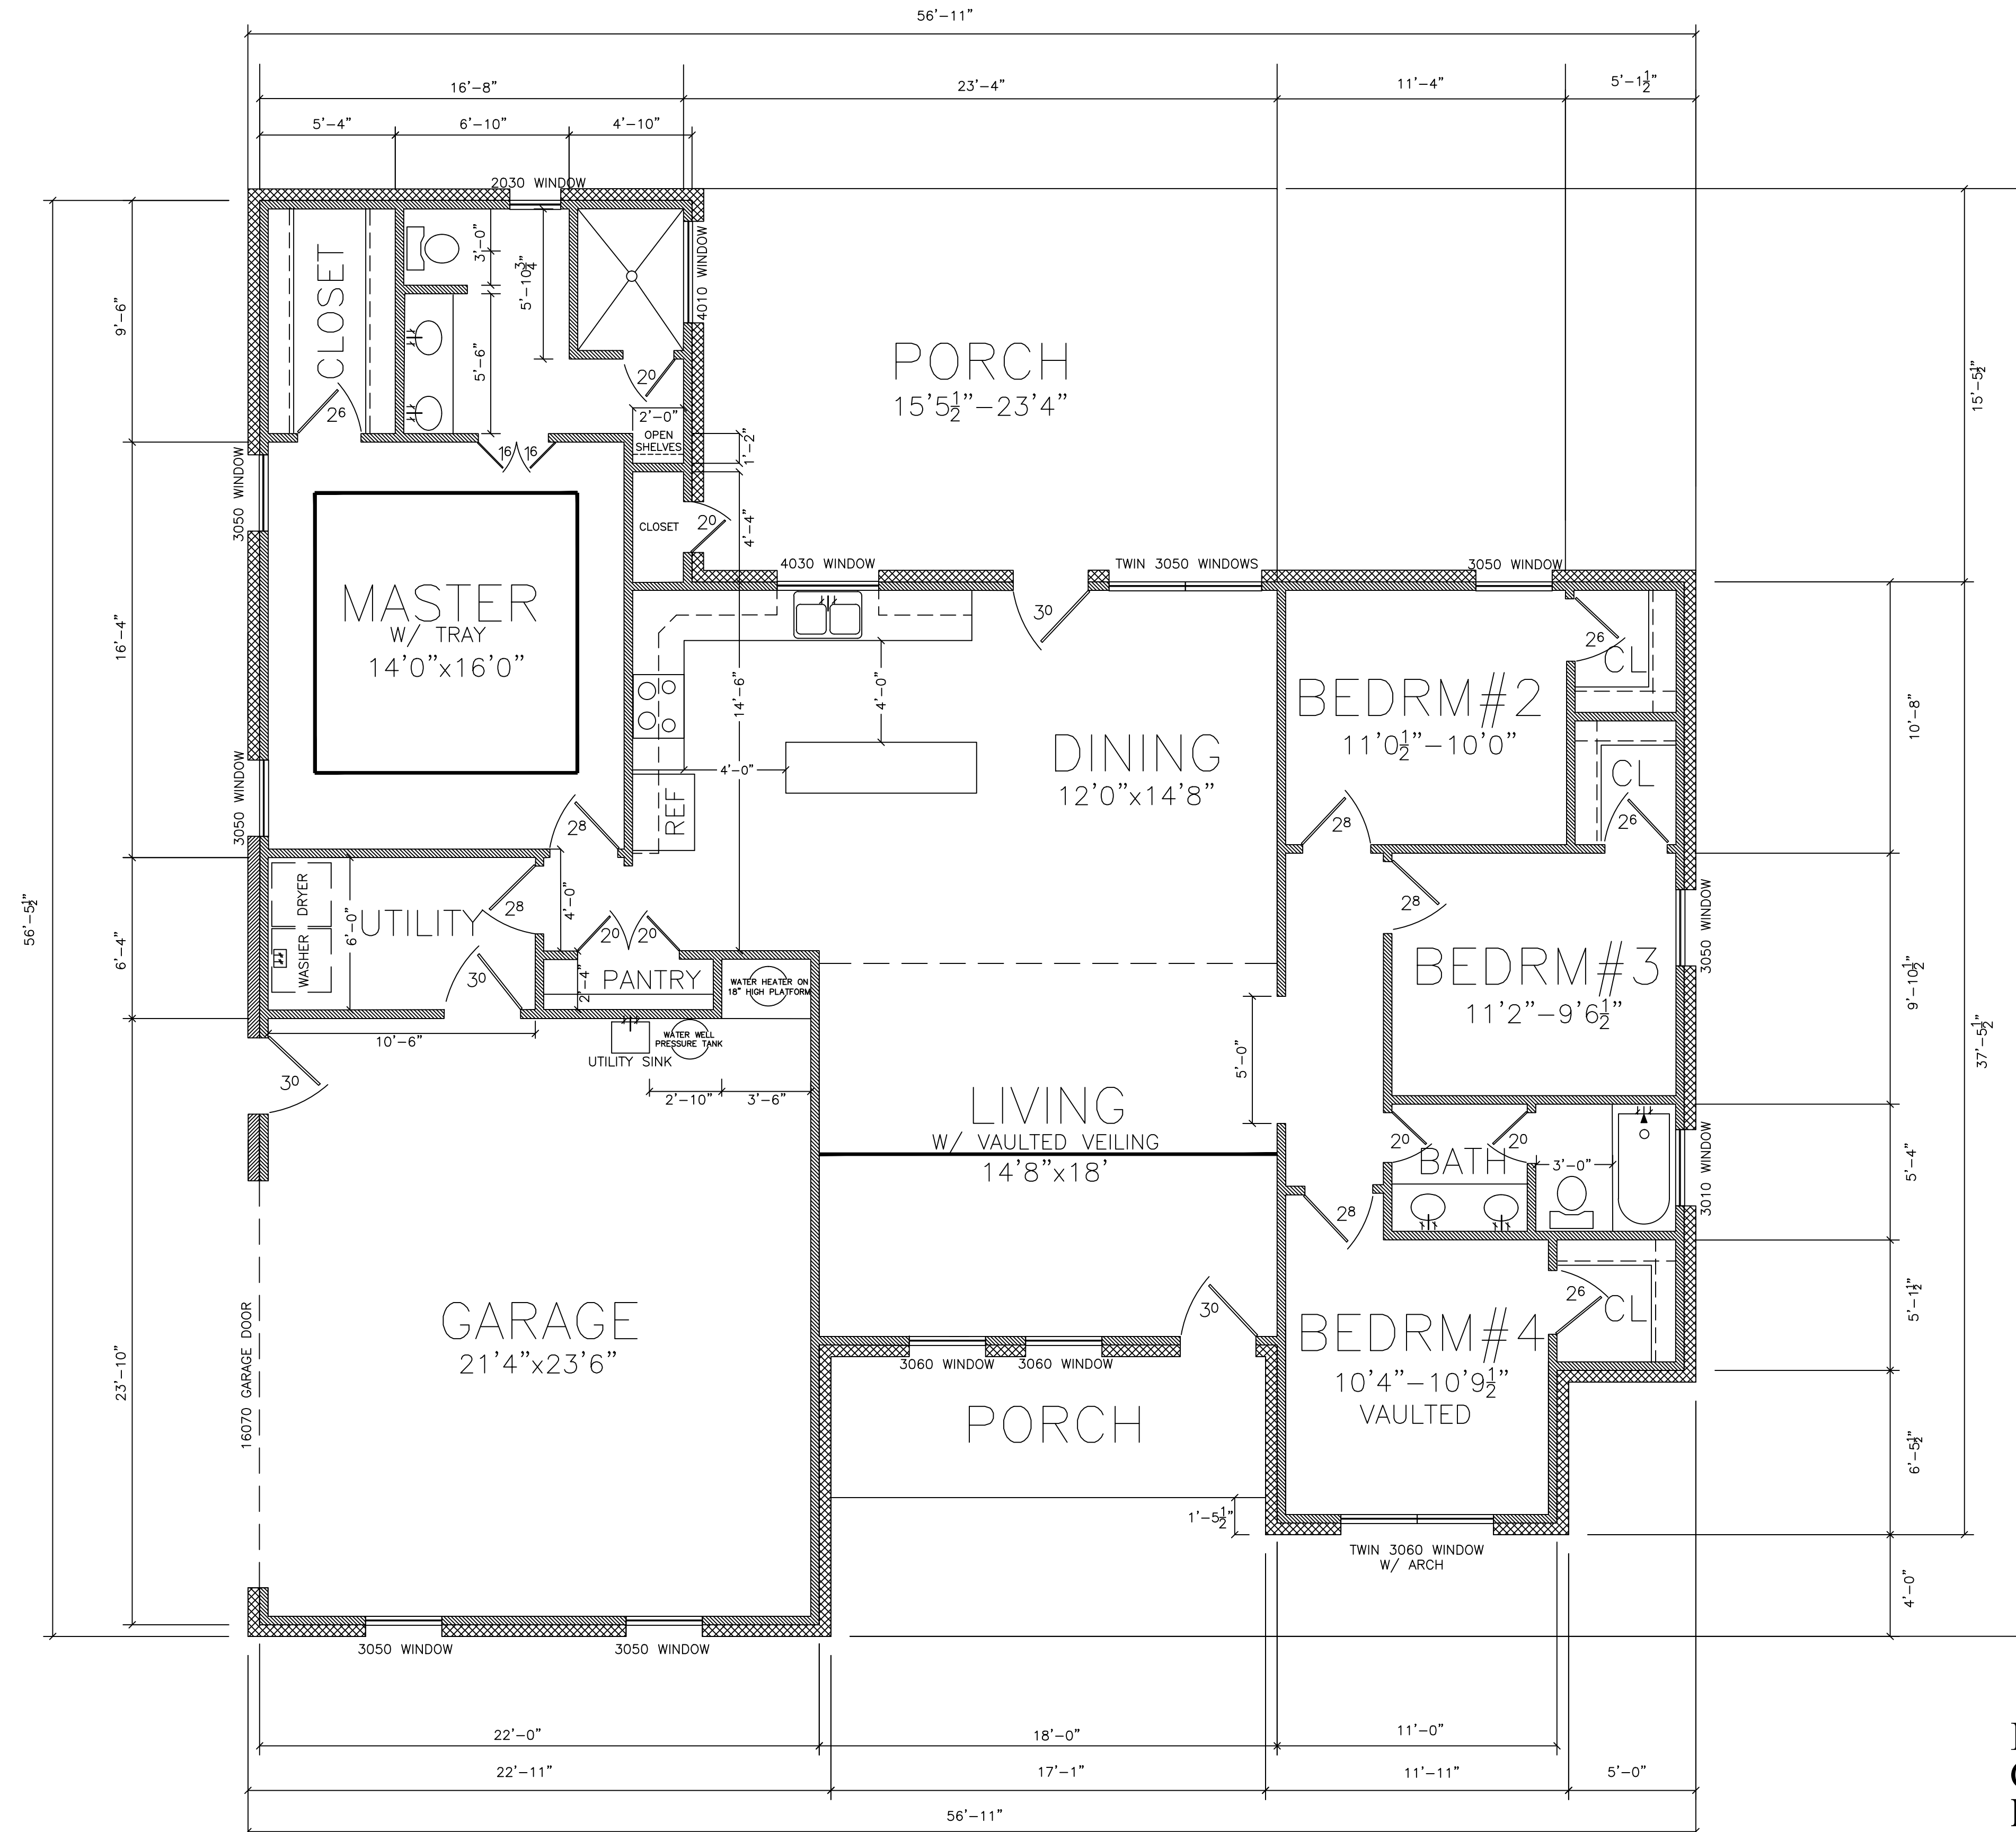 56'-11"
16'-8"
23'-4"
11'-4"
5'-1½"
5'-4"
6'-10"
4'-10"
2030 WINDOW
4010 WINDOW
CLOSET
26
3'-0"
5'-10¾"
5'-6"
20
2'-0"
OPEN
SHELVES
1'-2"
16 16
PORCH
15'5½"-23'4"
15'-5½"
9'-6"
3050 WINDOW
CLOSET
20
4'-4"
4030 WINDOW
TWIN 3050 WINDOWS
3050 WINDOW
MASTER
W/ TRAY
14'0"x16'0"
16'-4"
3050 WINDOW
30
14'-6"
4'-0"
4'-0"
REF
DINING
12'0"x14'8"
BEDRM#2
11'0½"-10'0"
26
CL
CL
26
10'-8"
28
28
28
28
DRYER
WASHER
6'-0"
UTILITY
4'-0"
20 20
PANTRY
2'-4"
30
WATER HEATER ON
18" HIGH PLATFORM
WATER WELL
PRESSURE TANK
UTILITY SINK
10'-6"
2'-10"
3'-6"
6'-4"
56'-5½"
BEDRM#3
11'2"-9'6½"
3050 WINDOW
9'-10½"
37'-5½"
5'-0"
30
LIVING
W/ VAULTED VEILING
14'8"x18'
20
20
BATH
3'-0"
3010 WINDOW
5'-4"
28
GARAGE
21'4"x23'6"
16070 GARAGE DOOR
23'-10"
30
3060 WINDOW
3060 WINDOW
PORCH
BEDRM#4
10'4"-10'9½"
VAULTED
26
CL
5'-1½"
6'-5½"
1'-5½"
TWIN 3060 WINDOW
W/ ARCH
4'-0"
3050 WINDOW
3050 WINDOW
22'-0"
18'-0"
11'-0"
22'-11"
17'-1"
11'-11"
5'-0"
56'-11"